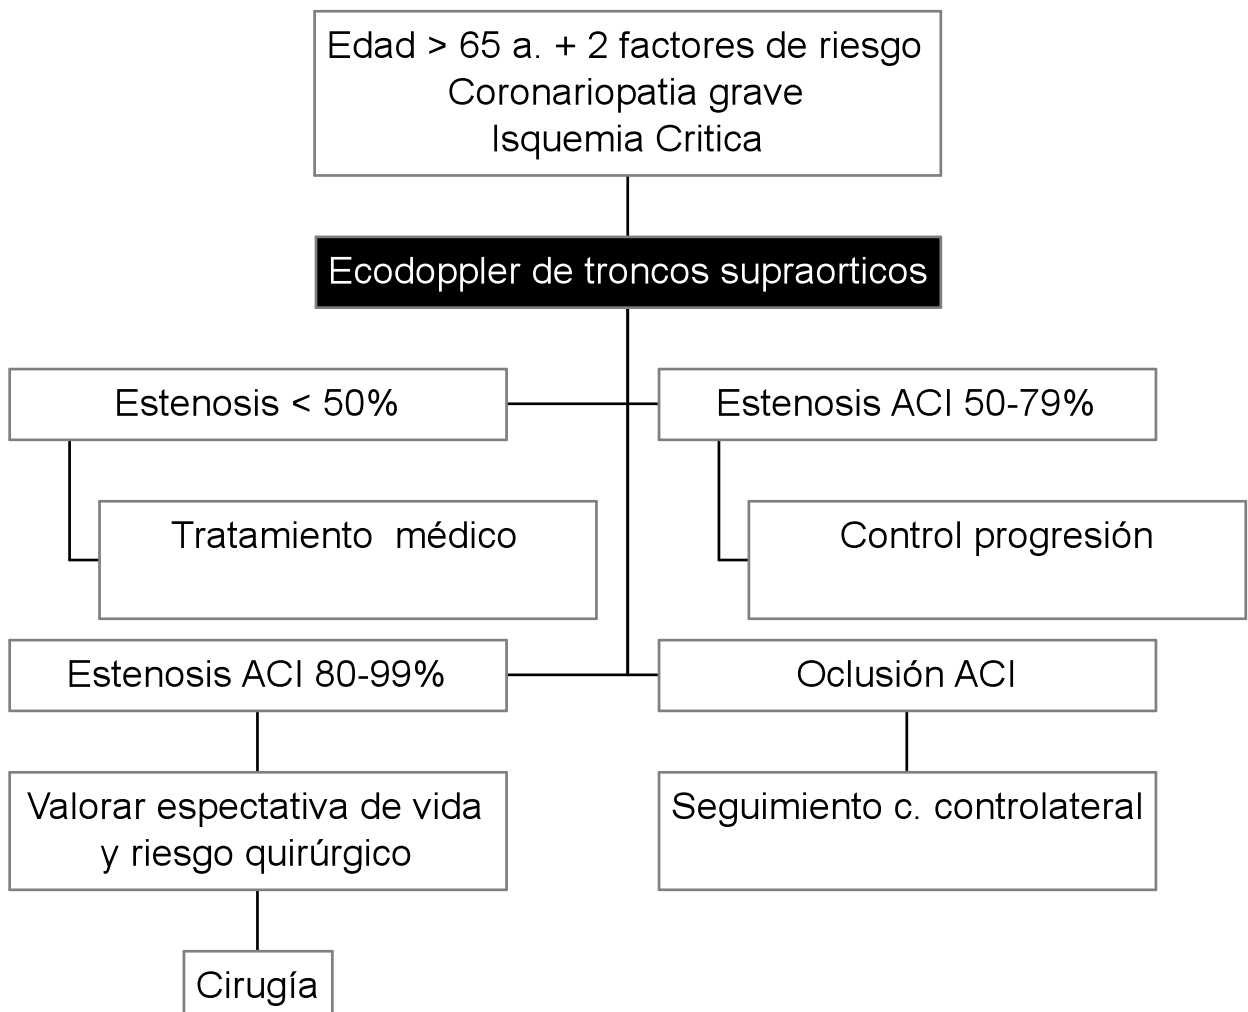 Edad > 65 a. + 2 factores de riesgo
Coronariopatia grave
Isquemia Critica
Ecodoppler de troncos supraorticos
Estenosis < 50%
Estenosis ACI 50-79%
Tratamiento médico
Control progresión
Estenosis ACI 80-99%
Oclusión ACI
Valorar espectativa de vida
y riesgo quirúrgico
Seguimiento c. controlateral
Cirugía